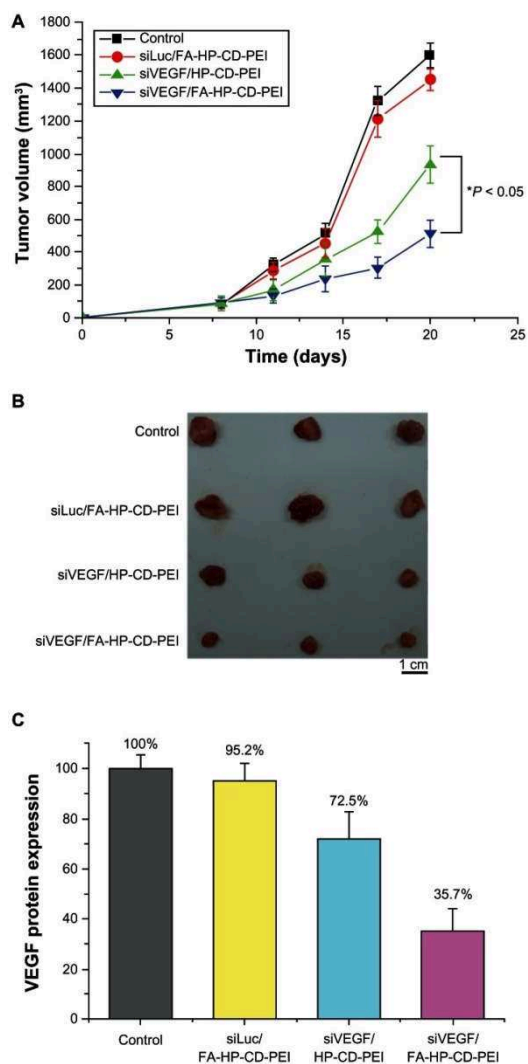 A
Control
siLuc/FA-HP-CD-PEI
siVEGF/HP-CD-PEI
siVEGF/FA-HP-CD-PEI
1800
1600
1400
1200
1000
800
600
400
200
0
Tumor volume (mm³)
*P < 0.05
0 5 10 15 20 25
Time (days)
B
Control
siLuc/FA-HP-CD-PEI
siVEGF/HP-CD-PEI
siVEGF/FA-HP-CD-PEI
1 cm
C
100%
95.2%
72.5%
35.7%
100
80
60
40
20
0
VEGF protein expression
Control
siLuc/
FA-HP-CD-PEI
siVEGF/
HP-CD-PEI
siVEGF/
FA-HP-CD-PEI